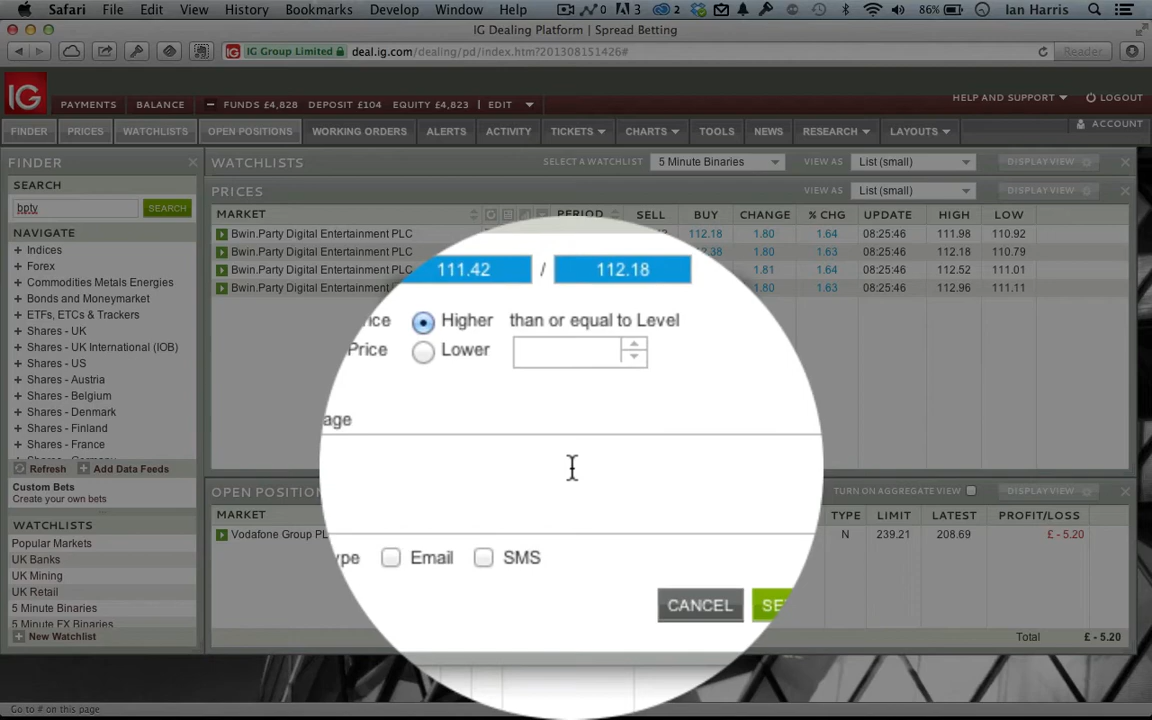 Safari File Edit View History Bookmarks Develop Window Help 0 3 2 86% Ian Harris
IG Dealing Platform | Spread Betting
IG Group Limited deal.ig.com/dealing/pd/index.htm?201308151426# Reader
IG PAYMENTS BALANCE FUNDS £4,828 DEPOSIT £104 EQUITY £4,823 | EDIT HELP AND SUPPORT LOGOUT
FINDER PRICES WATCHLISTS OPEN POSITIONS WORKING ORDERS ALERTS ACTIVITY TICKETS CHARTS TOOLS NEWS RESEARCH LAYOUTS ACCOUNT
FINDER
SEARCH
bpty SEARCH
NAVIGATE
Indices
Forex
Commodities Metals Energies
Bonds and Moneymarket
ETFs, ETCs & Trackers
Shares - UK
Shares - UK International (IOB)
Shares - US
Shares - Austria
Shares - Belgium
Shares - Denmark
Shares - Finland
Shares - France
Refresh Add Data Feeds
Custom Bets
Create your own bets
WATCHLISTS
Popular Markets
UK Banks
UK Mining
UK Retail
5 Minute Binaries
5 Minute FX Binaries
New Watchlist
WATCHLISTS SELECT A WATCHLIST 5 Minute Binaries VIEW AS List (small) DISPLAY VIEW
PRICES VIEW AS List (small) DISPLAY VIEW
MARKET PERIOD SELL BUY CHANGE % CHG UPDATE HIGH LOW
Bwin.Party Digital Entertainment PLC 112.18 1.80 1.64 08:25:46 111.98 110.92
Bwin.Party Digital Entertainment PLC 1.80 1.63 08:25:46 112.17 110.79
Bwin.Party Digital Entertainment PLC 1.81 1.64 08:25:46 112.52 111.01
Bwin.Party Digital Entertainment PLC 1.80 1.63 08:25:46 112.96 111.11
111.42 / 112.18
Higher than or equal to Level
Price Lower
Email SMS
CANCEL
OPEN POSITIONS TURN ON AGGREGATE VIEW DISPLAY VIEW
MARKET TYPE LIMIT LATEST PROFIT/LOSS
Vodafone Group N 239.21 208.69 £ - 5.20
Total £ - 5.20
Go to # on this page